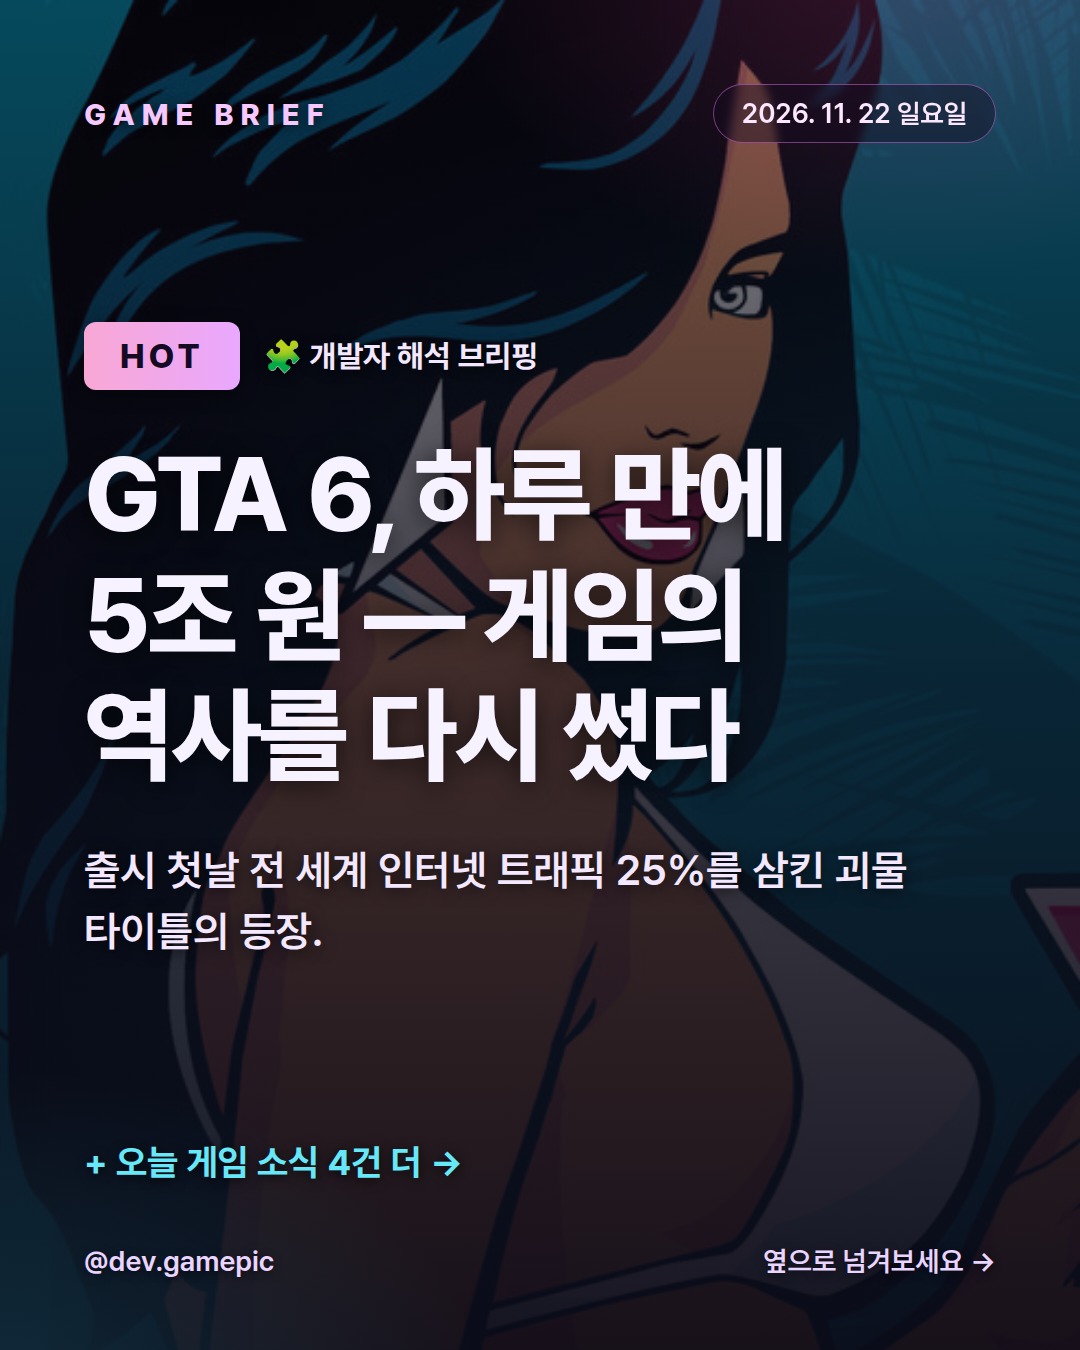 GAME BRIEF
2026. 11. 22 일요일
HOT
🧩 개발자 해석 브리핑
GTA 6, 하루 만에
5조 원 — 게임의
역사를 다시 썼다
출시 첫날 전 세계 인터넷 트래픽 25%를 삼킨 괴물
타이틀의 등장.
+ 오늘 게임 소식 4건 더 →
@dev.gamepic
옆으로 넘겨보세요 →